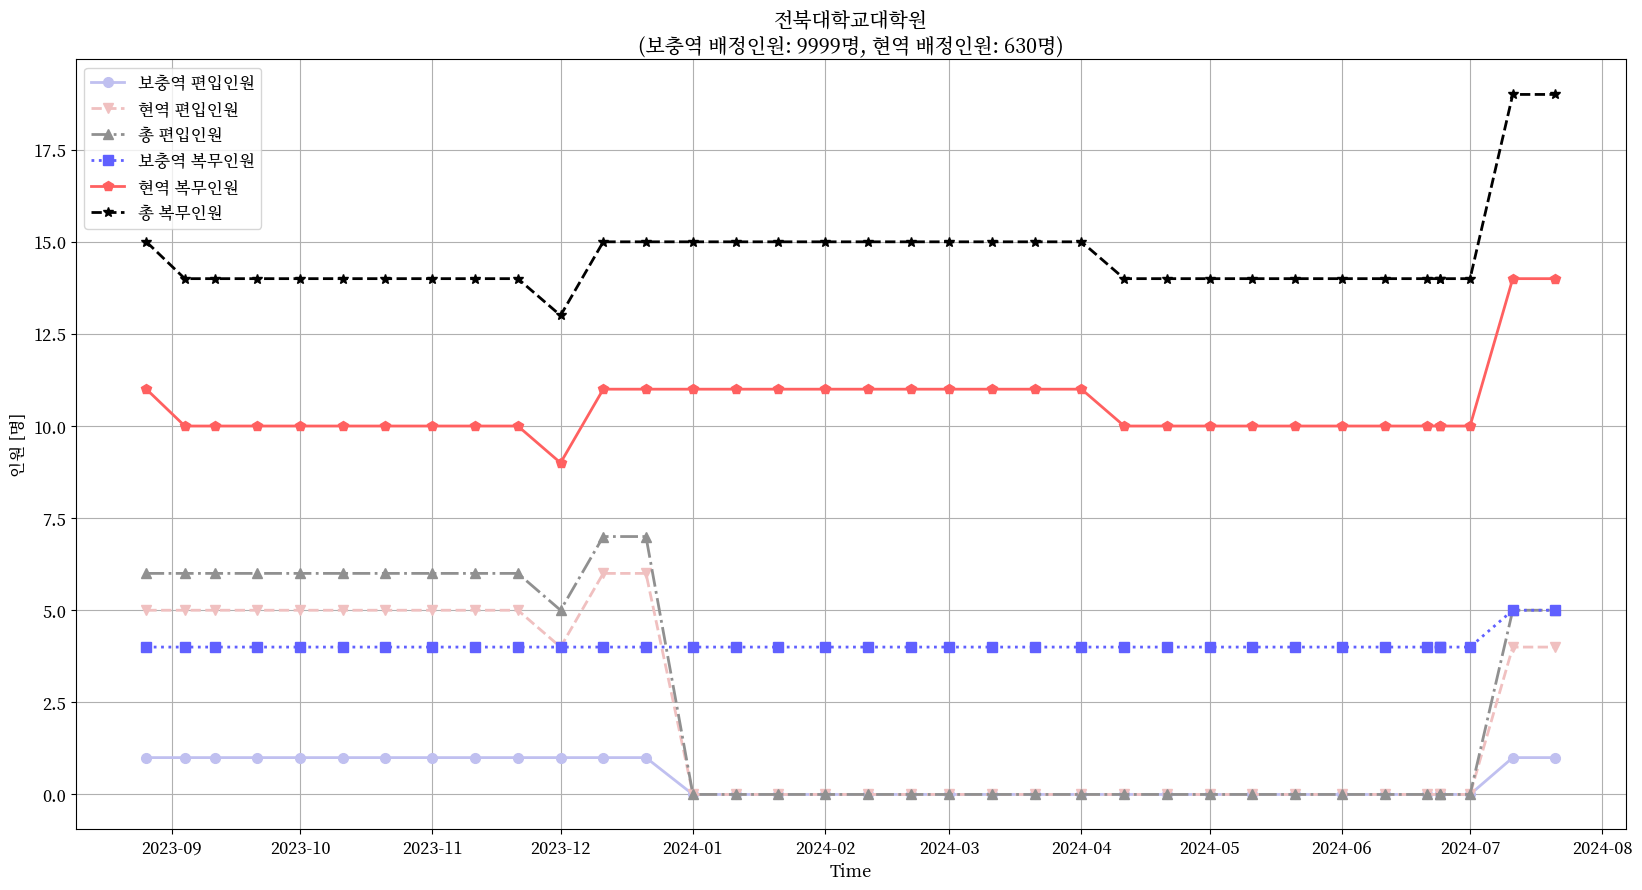 전북대학교대학원
(보충역 배정인원: 9999명, 현역 배정인원: 630명)
보충역 편입인원
현역 편입인원
총 편입인원
보충역 복무인원
현역 복무인원
총 복무인원
인원 [명]
17.5
15.0
12.5
10.0
7.5
5.0
2.5
0.0
2023-09 2023-10 2023-11 2023-12 2024-01 2024-02 2024-03 2024-04 2024-05 2024-06 2024-07 2024-08
Time